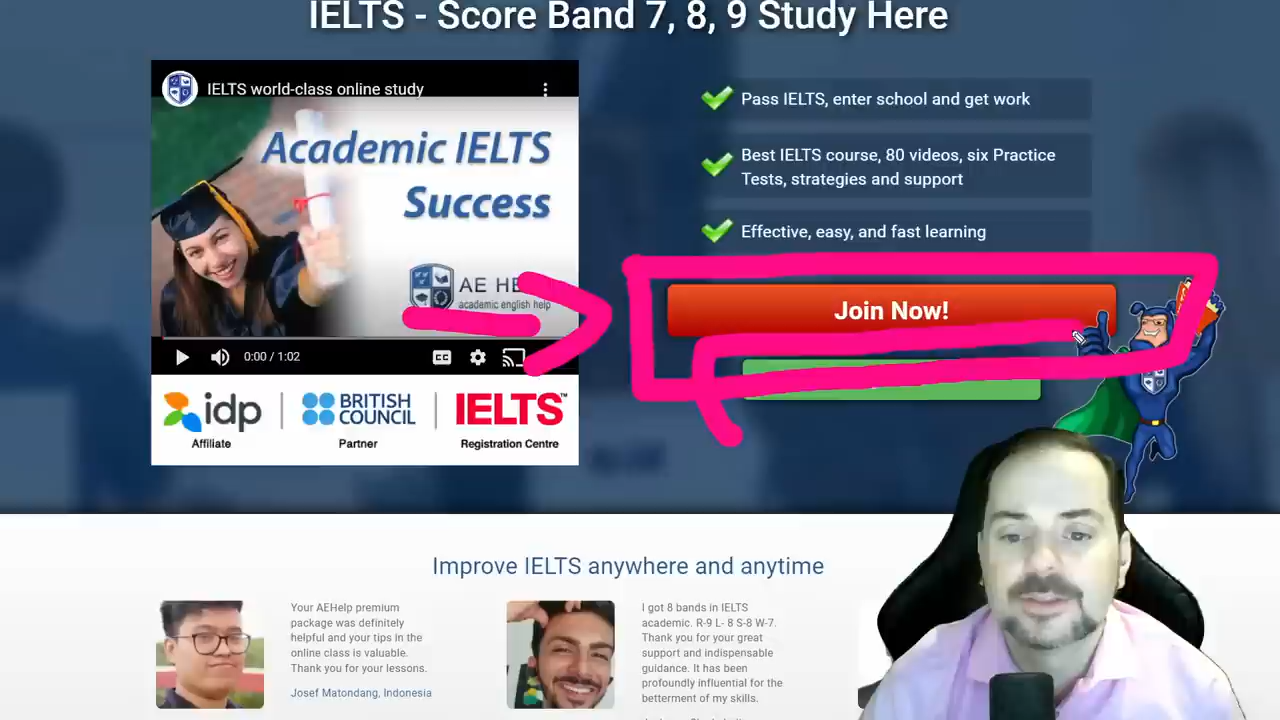 IELTS - Score Band 7, 8, 9 Study Here
IELTS world-class online study
Academic IELTS
Success
AE HE
academic english help
0:00 / 1:02
CC
idp
Affiliate
BRITISH
COUNCIL
Partner
IELTS™
Registration Centre
Pass IELTS, enter school and get work
Best IELTS course, 80 videos, six Practice
Tests, strategies and support
Effective, easy, and fast learning
Join Now!
Improve IELTS anywhere and anytime
Your AEHelp premium
package was definitely
helpful and your tips in the
online class is valuable.
Thank you for your lessons.
Josef Matondang, Indonesia
I got 8 bands in IELTS
academic. R-9 L- 8 S-8 W-7.
Thank you for your great
support and indispensable
guidance. It has been
profoundly influential for the
betterment of my skills.